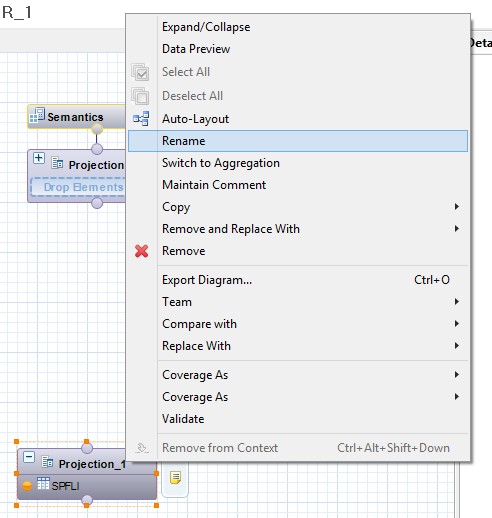 R_1
Deta
Semantics
Projection
Drop Elements
Expand/Collapse
Data Preview
Select All
Deselect All
Auto-Layout
Rename
Switch to Aggregation
Maintain Comment
Copy
Remove and Replace With
Remove
Export Diagram... Ctrl+O
Team
Compare with
Replace With
Coverage As
Coverage As
Validate
Remove from Context Ctrl+Alt+Shift+Down
Projection_1
SPFLI